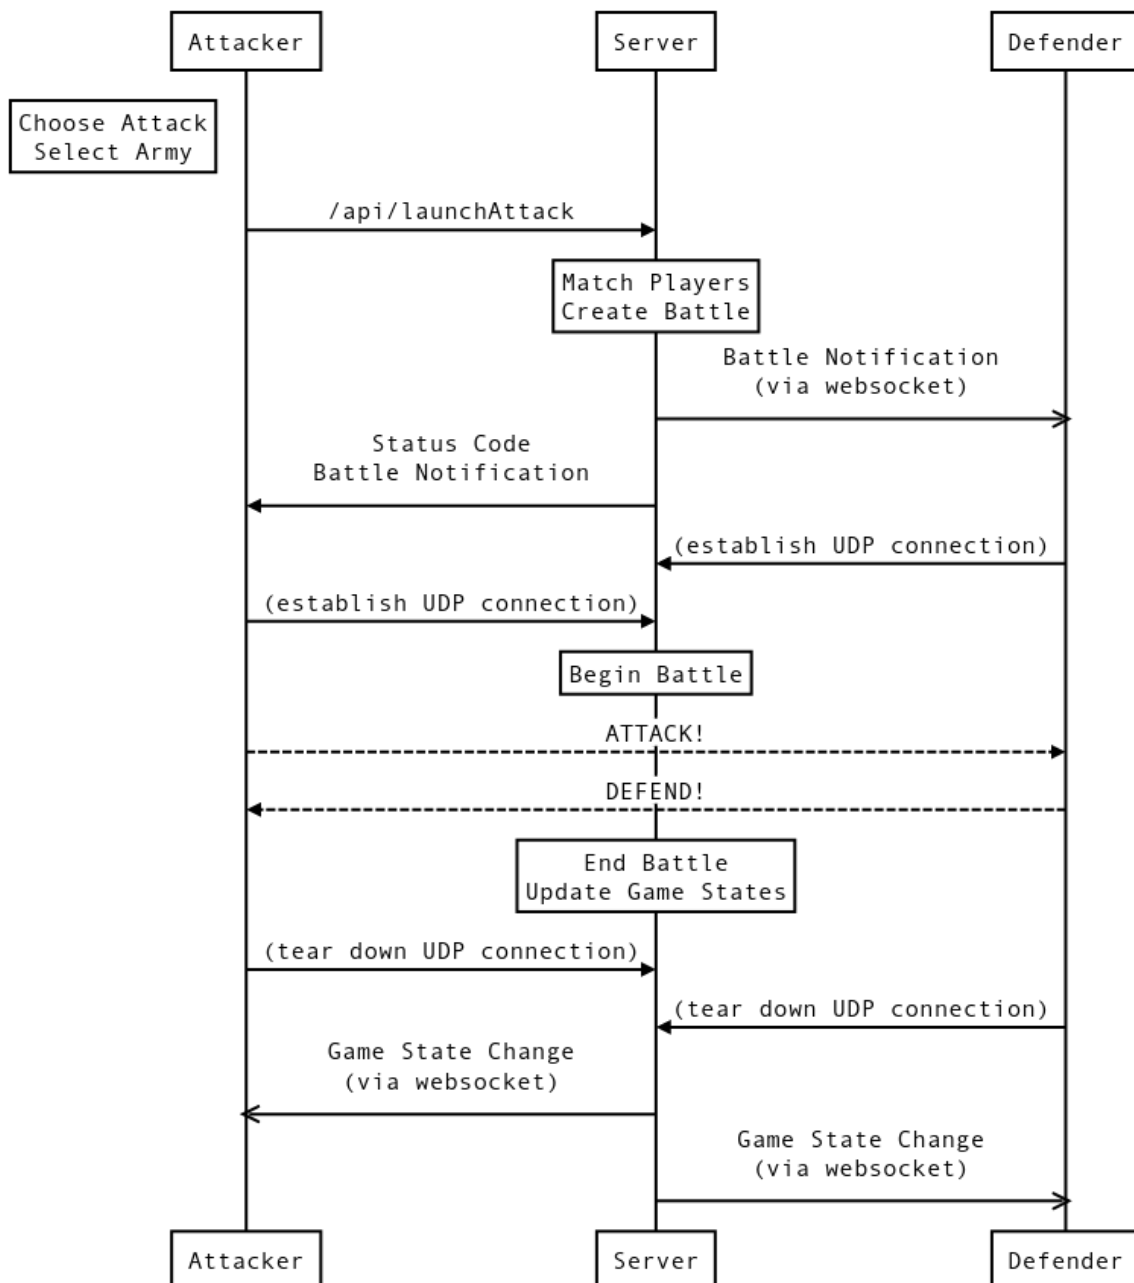 Attacker
Server
Defender
Choose Attack
Select Army
/api/launchAttack
Match Players
Create Battle
Battle Notification
(via websocket)
Status Code
Battle Notification
(establish UDP connection)
(establish UDP connection)
Begin Battle
ATTACK!
DEFEND!
End Battle
Update Game States
(tear down UDP connection)
(tear down UDP connection)
Game State Change
(via websocket)
Game State Change
(via websocket)
Attacker
Server
Defender